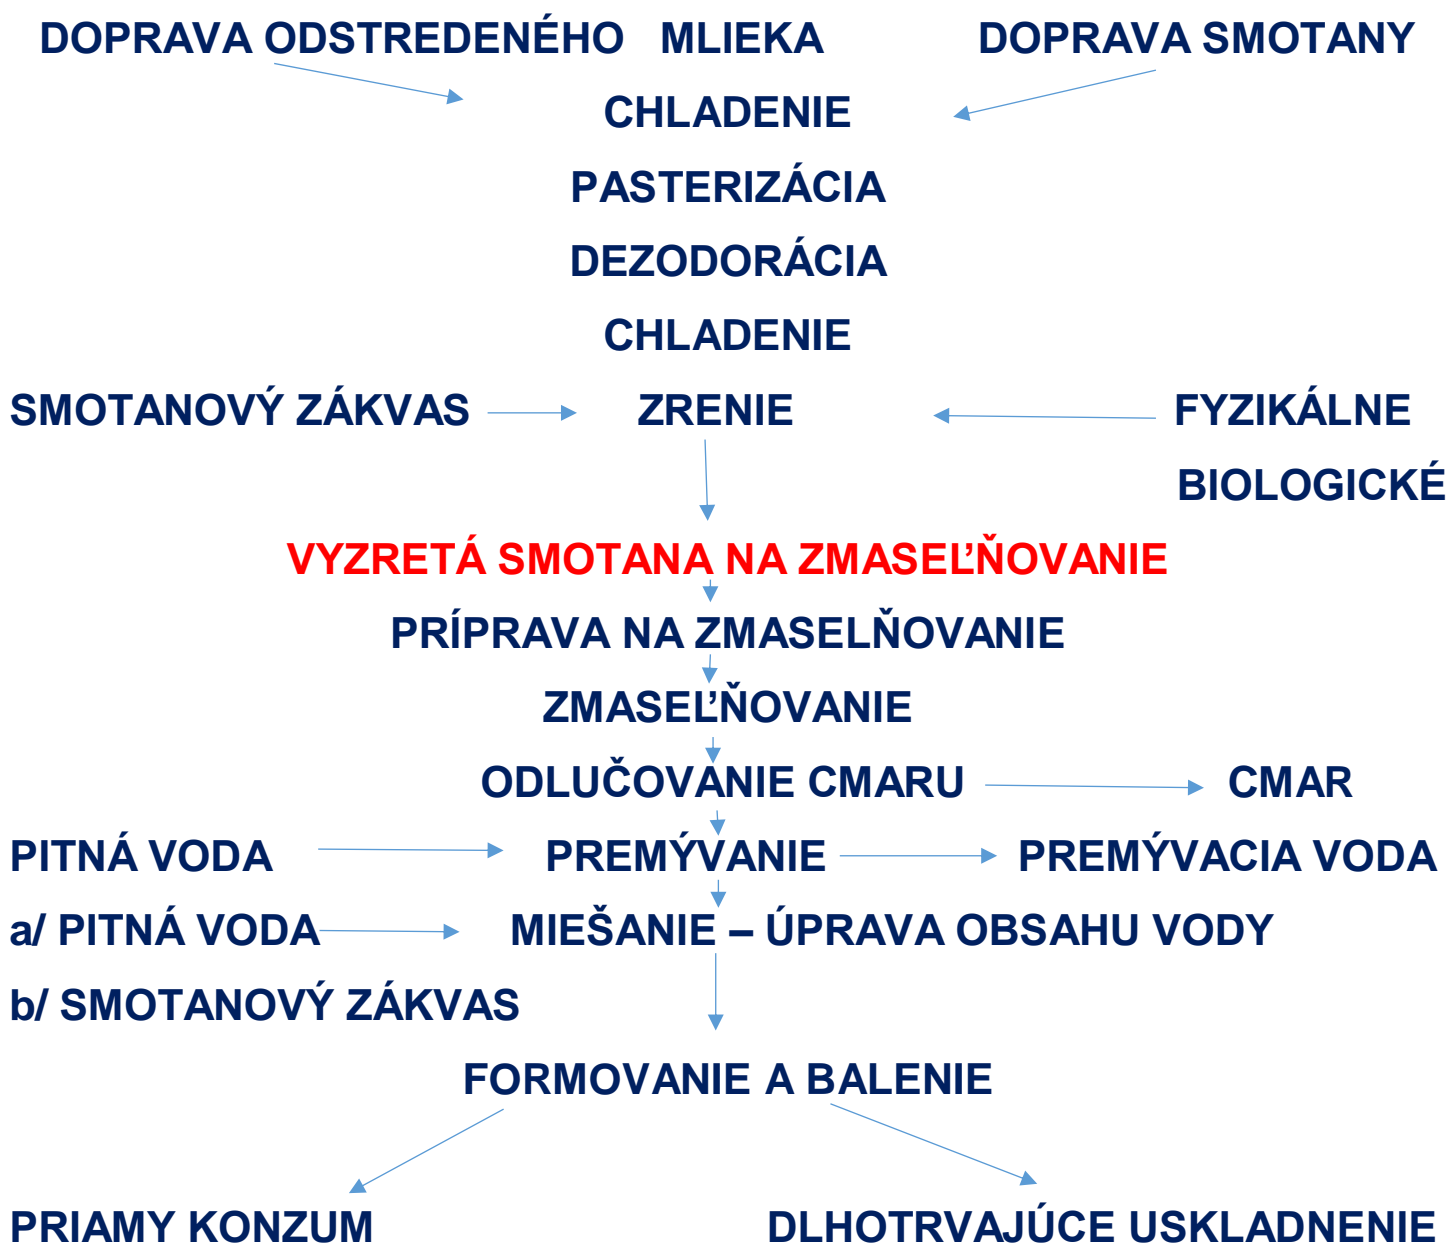 DOPRAVA ODSTREDENÉHO MLIEKA DOPRAVA SMOTANY
CHLADENIE
PASTERIZÁCIA
DEZODORÁCIA
CHLADENIE
SMOTANOVÝ ZÁKVAS ZRENIE FYZIKÁLNE
BIOLOGICKÉ
VYZRETÁ SMOTANA NA ZMASEĽŇOVANIE
PRÍPRAVA NA ZMASELŇOVANIE
ZMASEĽŇOVANIE
ODLUČOVANIE CMARU CMAR
PITNÁ VODA PREMÝVANIE PREMÝVACIA VODA
a/ PITNÁ VODA MIEŠANIE – ÚPRAVA OBSAHU VODY
b/ SMOTANOVÝ ZÁKVAS
FORMOVANIE A BALENIE
PRIAMY KONZUM DLHOTRVAJÚCE USKLADNENIE